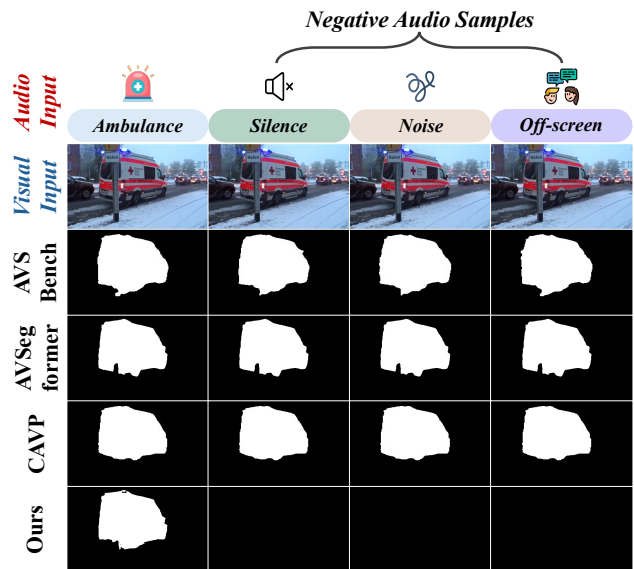 Negative Audio Samples
Audio
Input
Ambulance
Silence
Noise
Off-screen
Visual
Input
AVS
Bench
AVSeg
former
CAVP
Ours